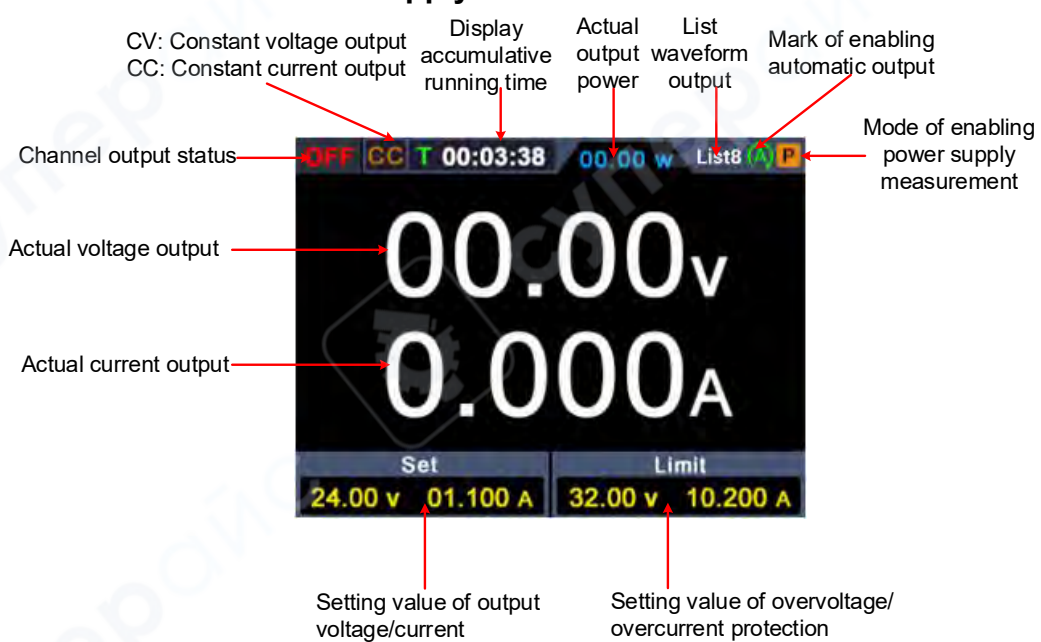 CV: Constant voltage output
CC: Constant current output
Display
accumulative
running time
Actual
output
power
List
waveform
output
Mark of enabling
automatic output
Channel output status
OFF CC T 00:03:38 00.00 W List8 (A) P
Mode of enabling
power supply
measurement
Actual voltage output
00.00 V
Actual current output
0.000 A
Set Limit
24.00 V 01.100 A 32.00 V 10.200 A
Setting value of output
voltage/current
Setting value of overvoltage/
overcurrent protection